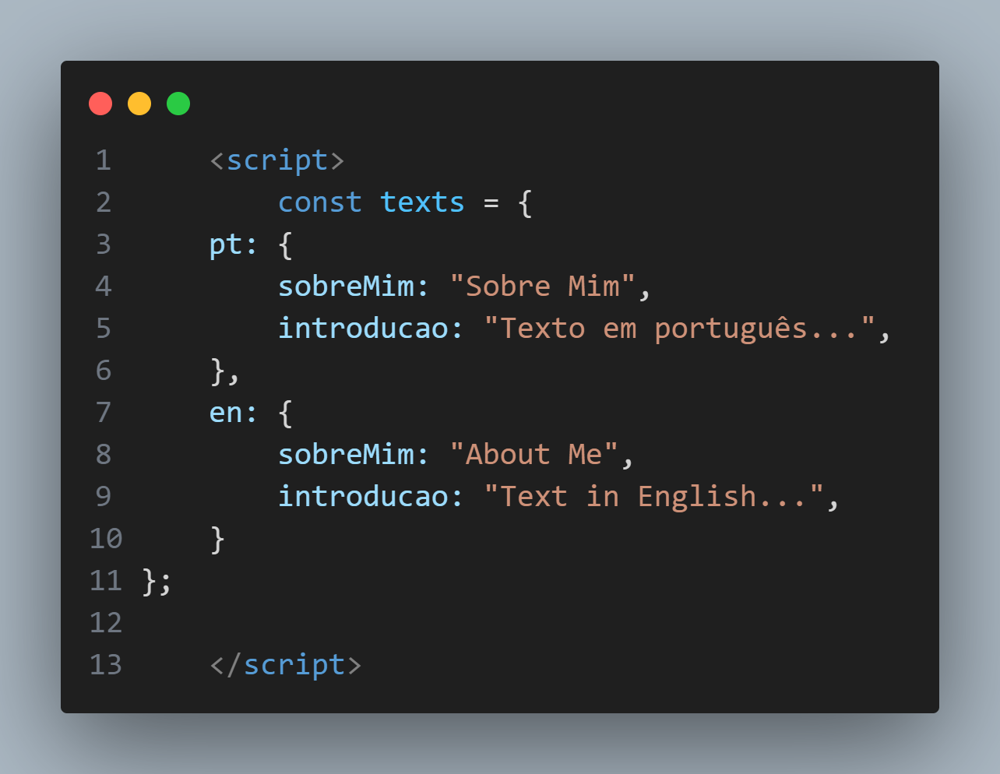 1     <script>
2         const texts = {
3     pt: {
4         sobreMim: "Sobre Mim",
5         introducao: "Texto em português...",
6     },
7     en: {
8         sobreMim: "About Me",
9         introducao: "Text in English...",
10     }
11 };
12
13     </script>